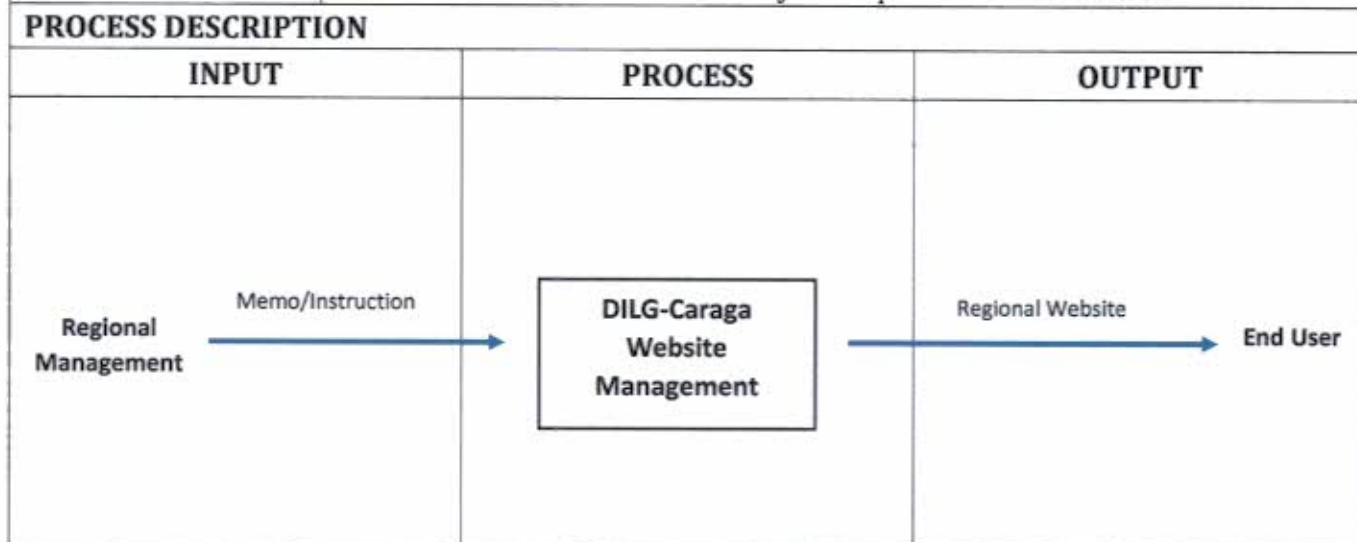 PROCESS DESCRIPTION
INPUT
PROCESS
OUTPUT
Memo/Instruction
Regional
Management
DILG-Caraga
Website
Management
Regional Website
End User